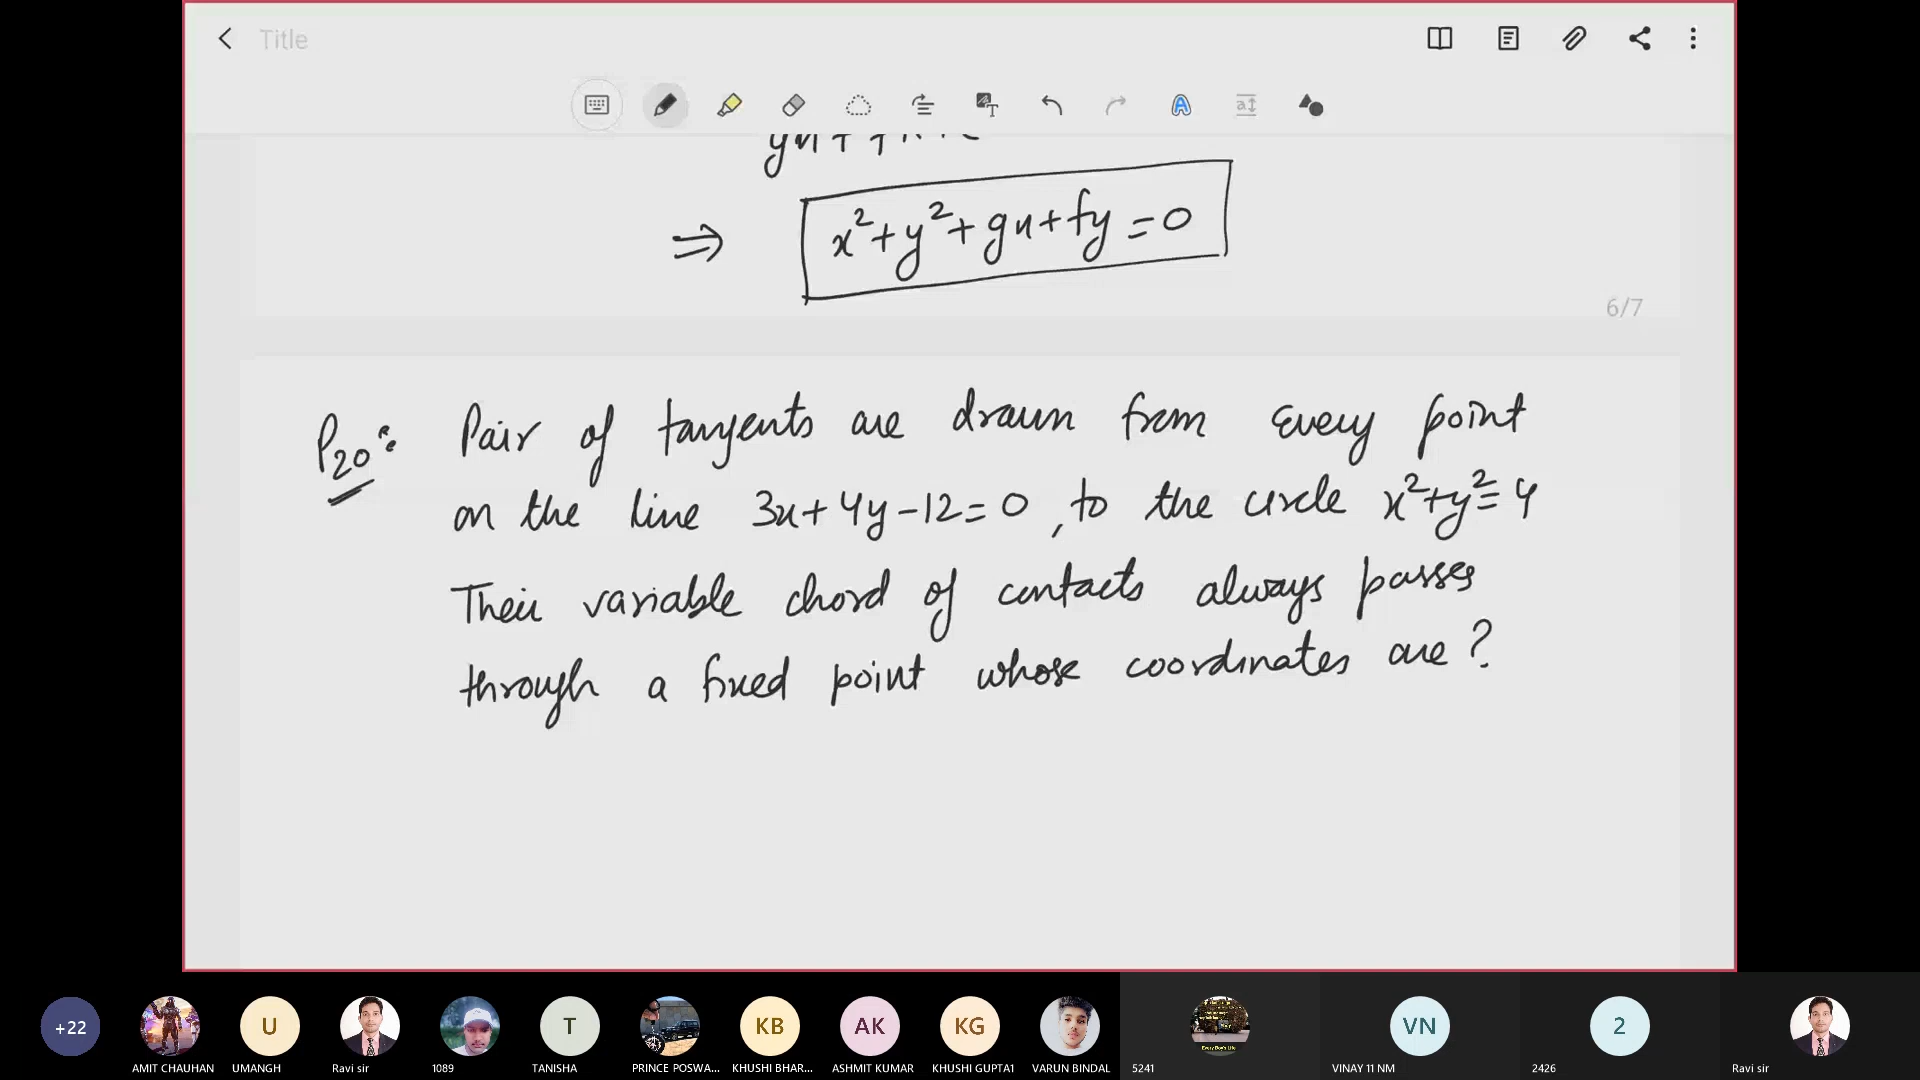 Title
⇒ x²+y²+gx+fy=0
6/7
P20: Pair of tangents are drawn from every point
on the line 3x+4y-12=0, to the circle x²+y²=4
Their variable chord of contacts always passes
through a fixed point whose coordinates are?
+22
U
T
KB
AK
KG
VN
2
AMIT CHAUHAN
UMANGH
Ravi sir
1089
TANISHA
PRINCE POSWA...
KHUSHI BHAR...
ASHMIT KUMAR
KHUSHI GUPTA1
VARUN BINDAL
5241
VINAY 11 NM
2426
Ravi sir